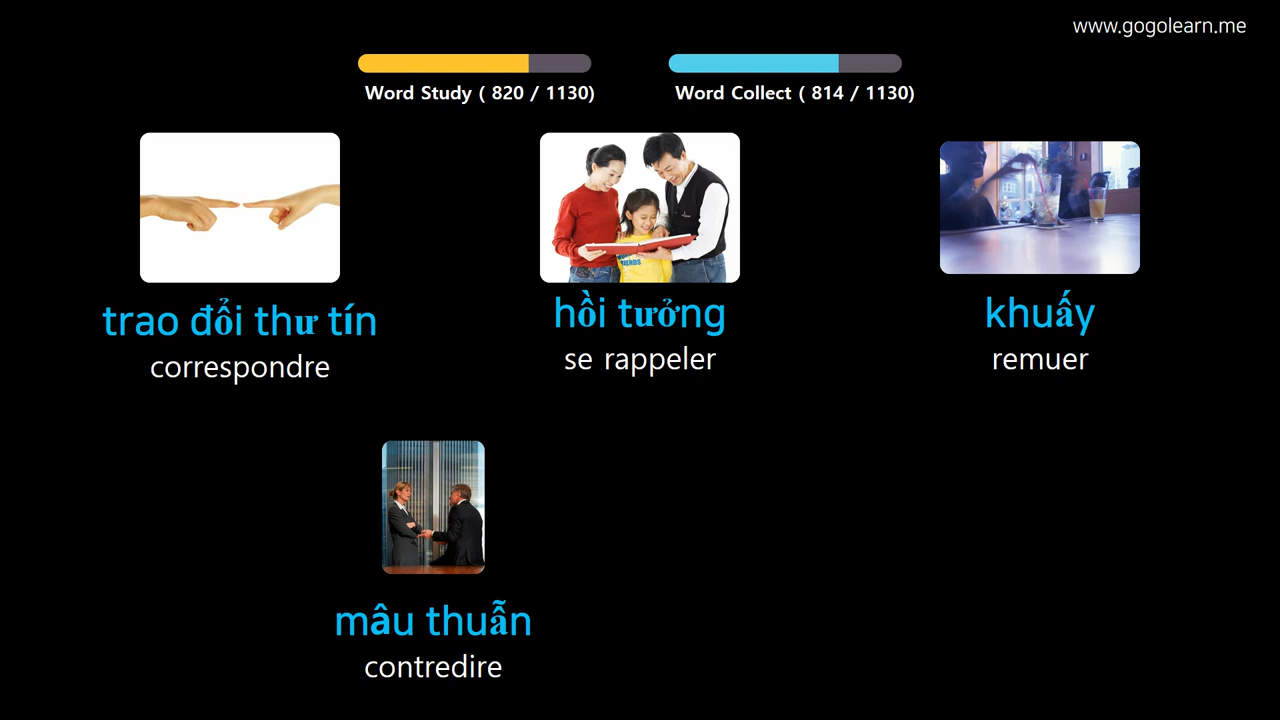 www.gogolearn.me
Word Study ( 820 / 1130)
Word Collect ( 814 / 1130)
trao đổi thư tín
correspondre
hồi tưởng
se rappeler
khuấy
remuer
mâu thuẫn
contredire